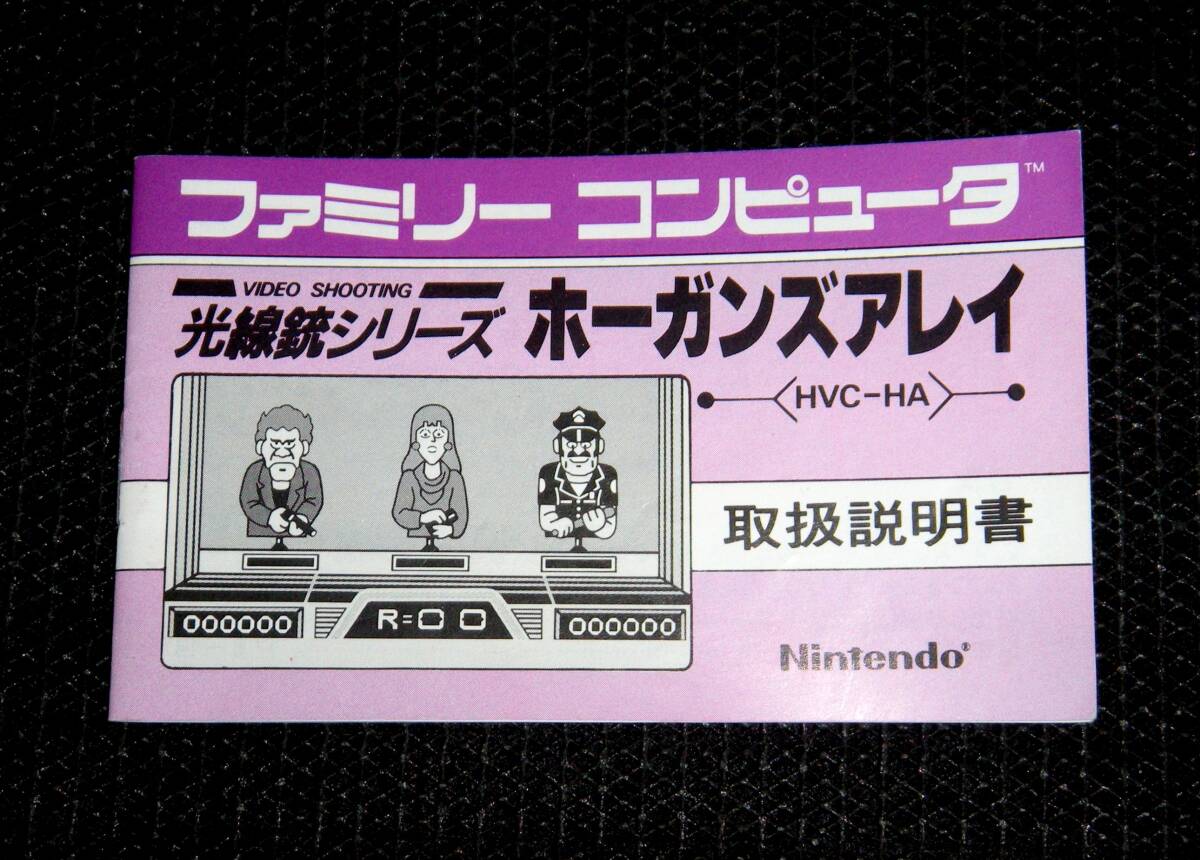 ファミリー コンピュータ™
VIDEO SHOOTING
光線銃シリーズ ホーガンズアレイ
HVC-HA
取扱説明書
000000 R=00 000000
Nintendo®